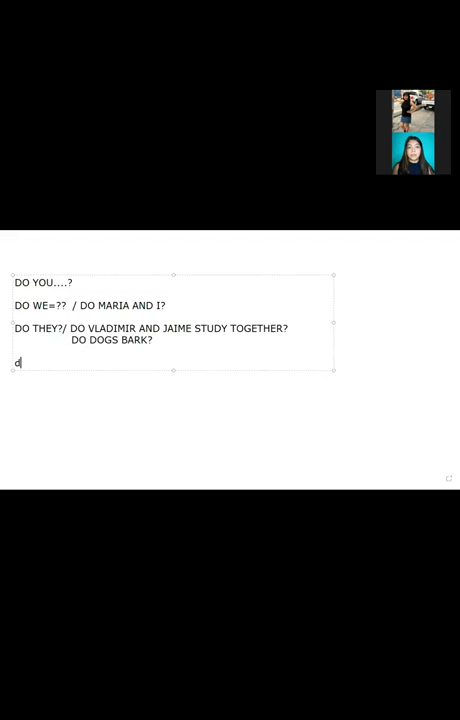 DO YOU....?
DO WE=?? / DO MARIA AND I?
DO THEY?/ DO VLADIMIR AND JAIME STUDY TOGETHER?
DO DOGS BARK?
d